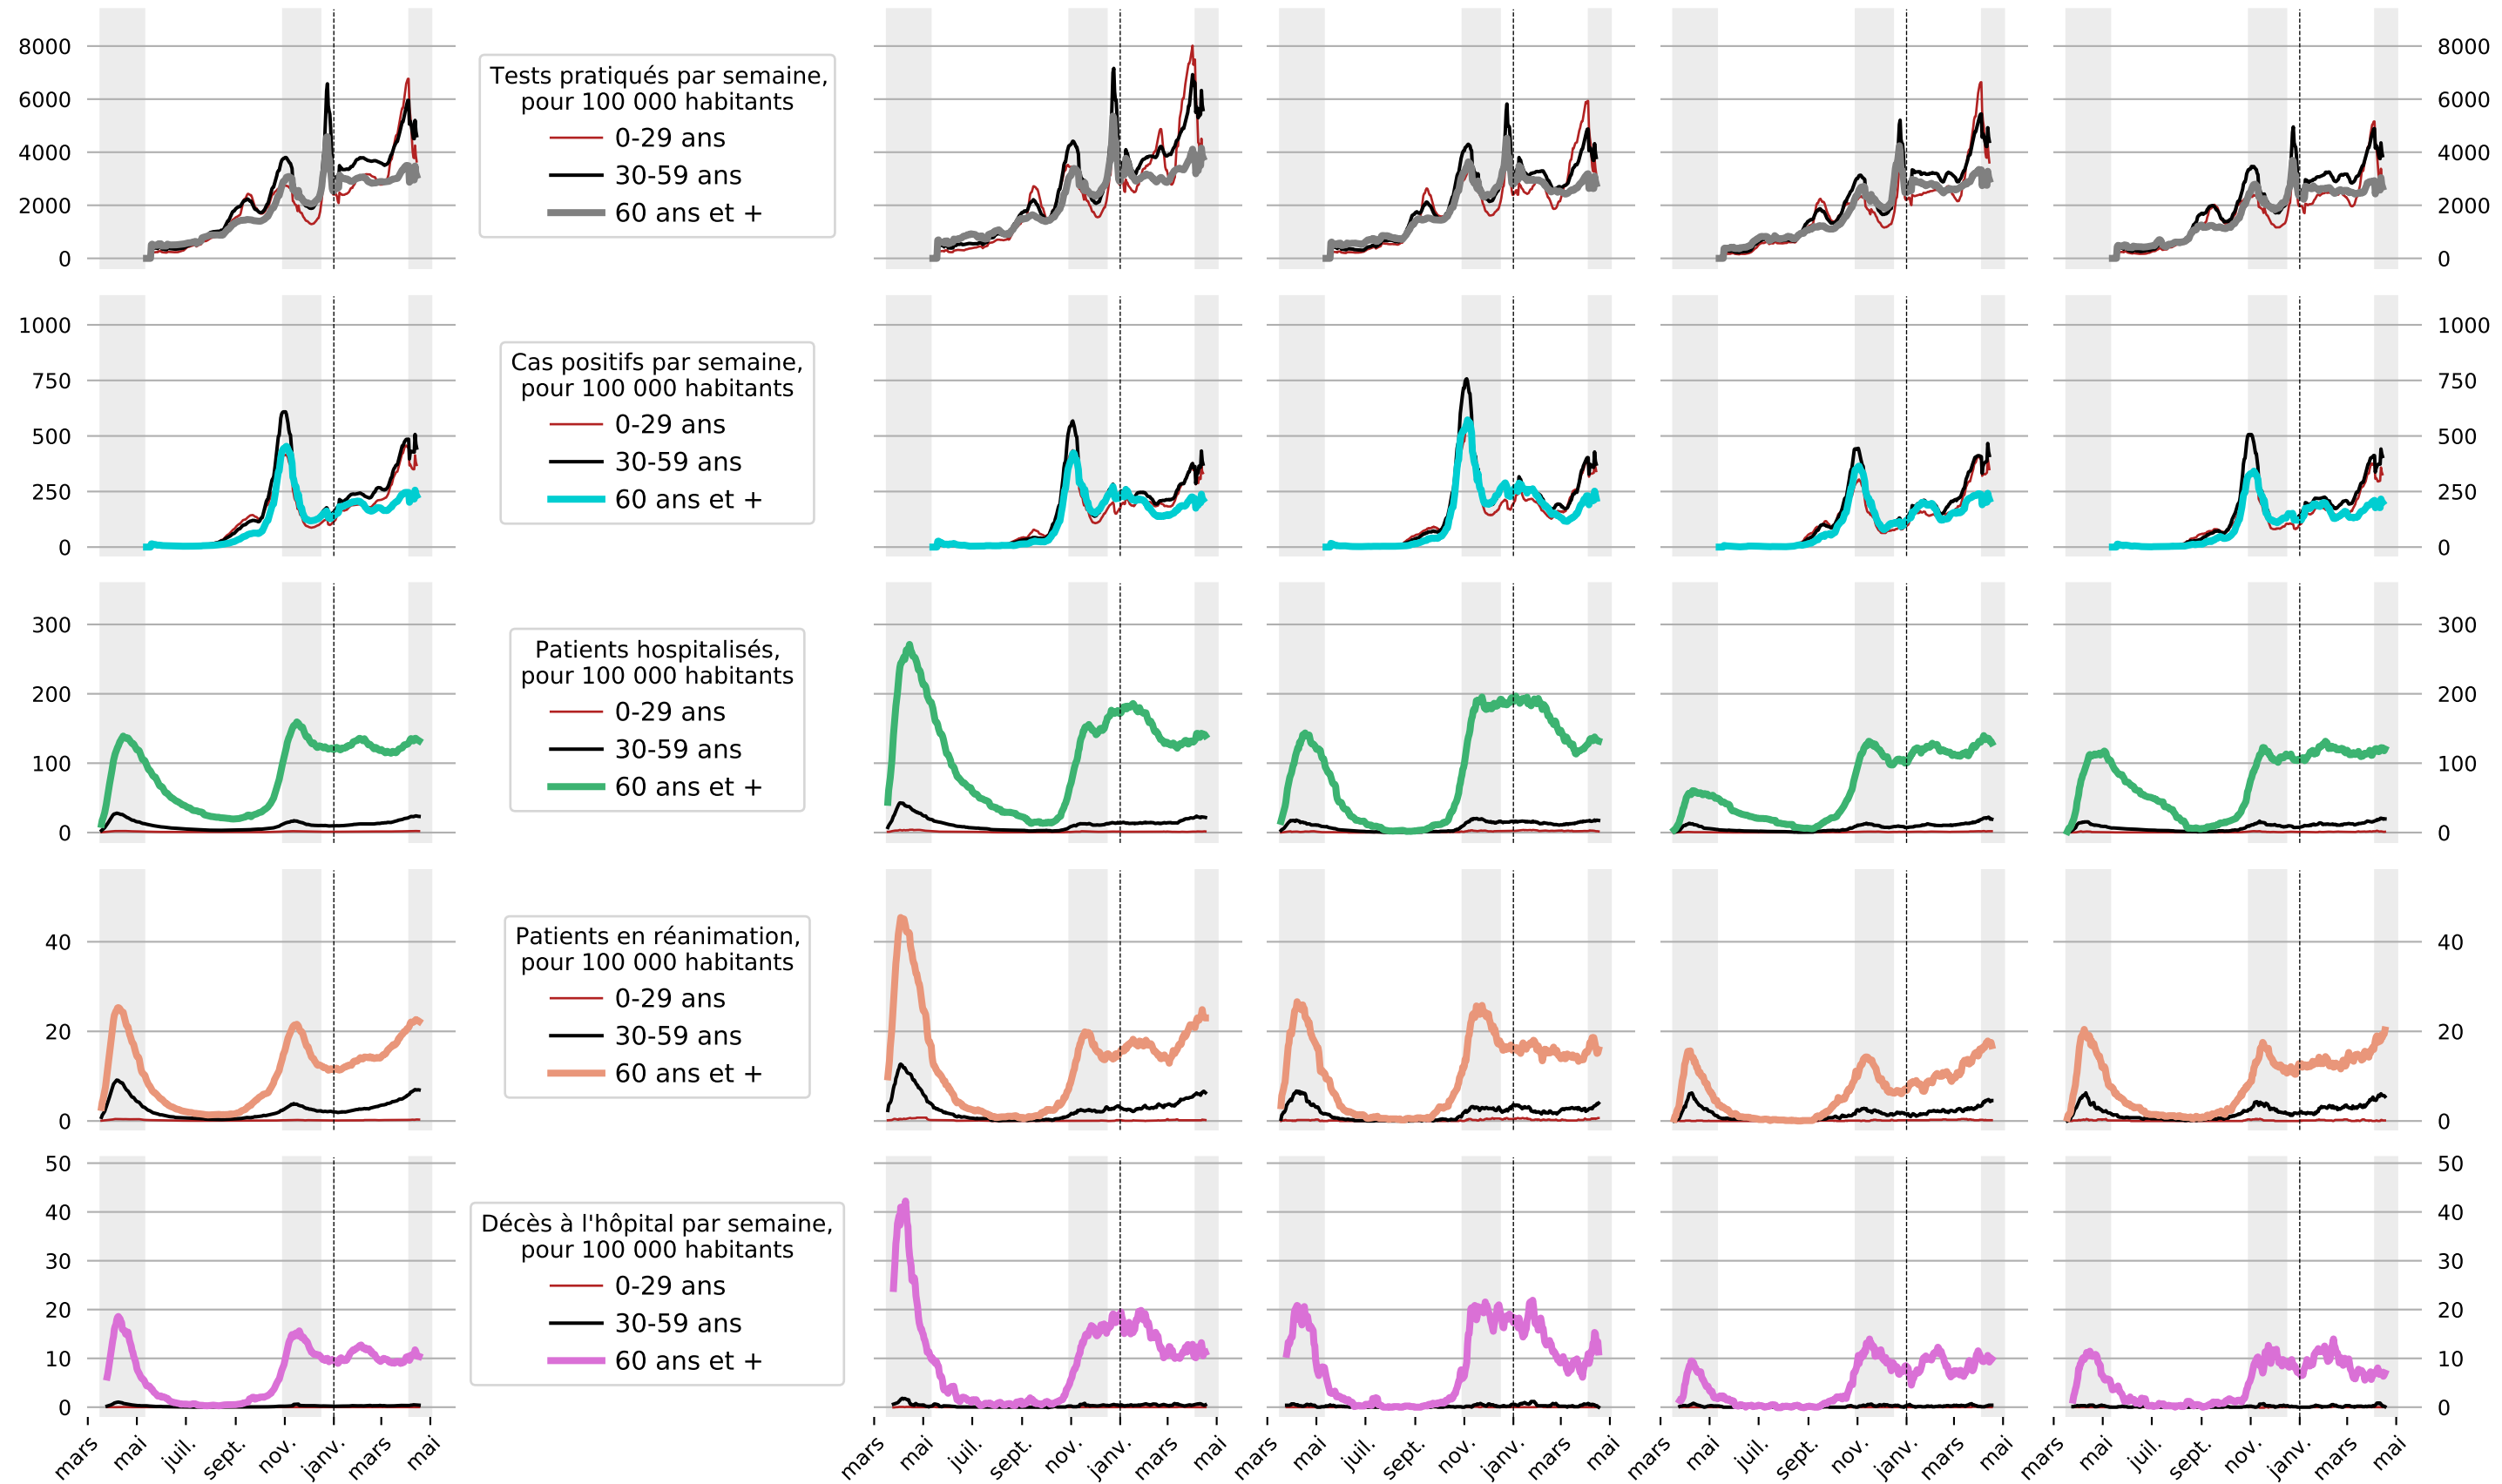 8000
6000
4000
2000
0
Tests pratiqués par semaine,
pour 100 000 habitants
0-29 ans
30-59 ans
60 ans et +
8000
6000
4000
2000
0
1000
750
500
250
0
Cas positifs par semaine,
pour 100 000 habitants
0-29 ans
30-59 ans
60 ans et +
1000
750
500
250
0
300
200
100
0
Patients hospitalisés,
pour 100 000 habitants
0-29 ans
30-59 ans
60 ans et +
300
200
100
0
40
20
0
Patients en réanimation,
pour 100 000 habitants
0-29 ans
30-59 ans
60 ans et +
40
20
0
50
40
30
20
10
0
Décès à l'hôpital par semaine,
pour 100 000 habitants
0-29 ans
30-59 ans
60 ans et +
50
40
30
20
10
0
mars mai juil. sept. nov. janv. mars mai
mars mai juil. sept. nov. janv. mars mai
mars mai juil. sept. nov. janv. mars mai
mars mai juil. sept. nov. janv. mars mai
mars mai juil. sept. nov. janv. mars mai